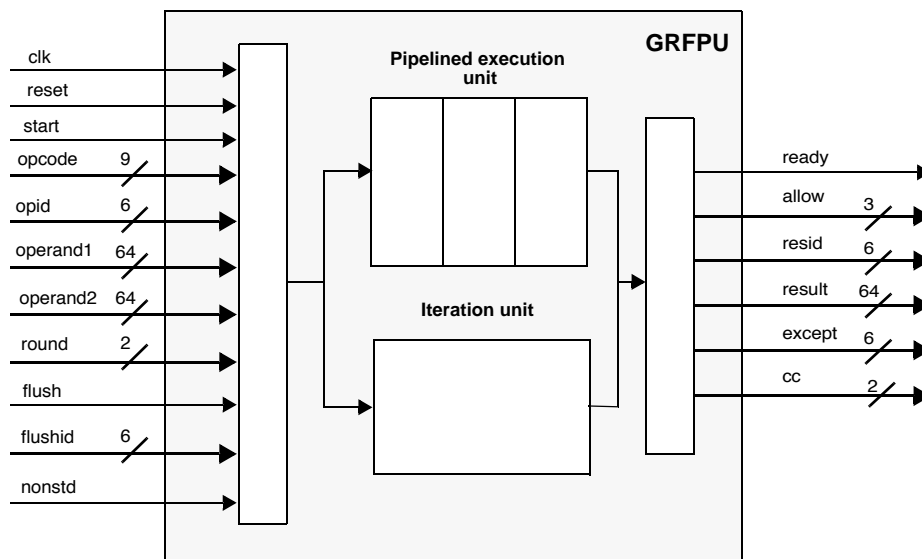 GRFPU
Pipelined execution
unit
clk
reset
start
opcode 9
opid 6
operand1 64
operand2 64
round 2
flush
flushid 6
nonstd
Iteration unit
ready
allow 3
resid 6
result 64
except 6
cc 2